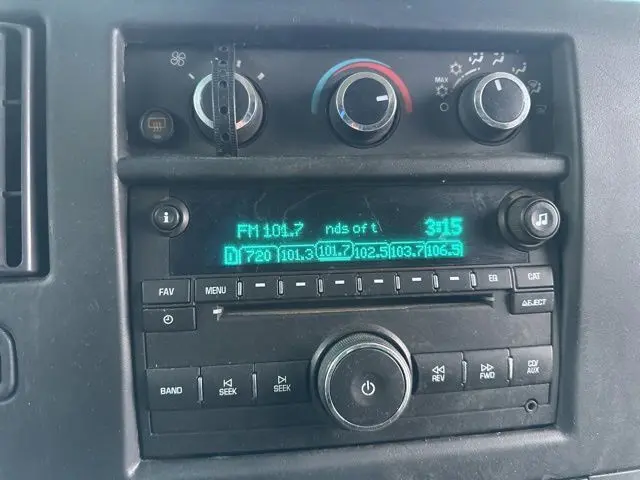 MAX
i
FM 101.7 nds of t 3:15
1 720 101.3 101.7 102.5 103.7 106.5
FAV MENU EQ CAT
EJECT
BAND SEEK SEEK REV FWD CD/AUX